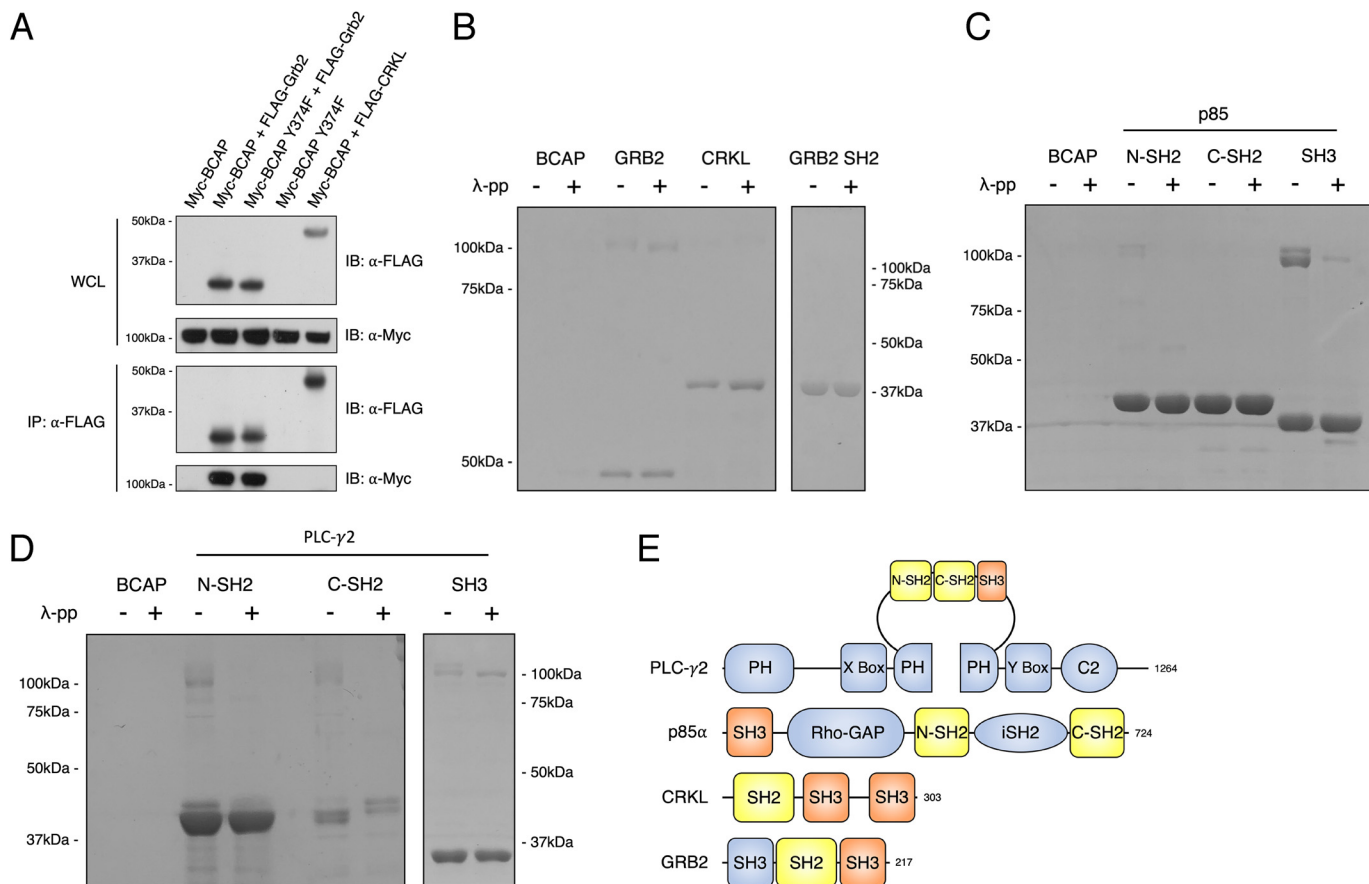 A
Myc-BCAP
Myc-BCAP + FLAG-Grb2
Myc-BCAP Y374F + FLAG-Grb2
Myc-BCAP Y374F
Myc-BCAP + FLAG-CRKL
WCL
50kDa -
37kDa -
IB: α-FLAG
100kDa -
IB: α-Myc
IP: α-FLAG
50kDa -
37kDa -
IB: α-FLAG
100kDa -
IB: α-Myc
B
BCAP GRB2 CRKL GRB2 SH2
λ-pp - + - + - + - +
100kDa -
75kDa -
50kDa -
- 100kDa
- 75kDa
- 50kDa
- 37kDa
C
p85
BCAP N-SH2 C-SH2 SH3
λ-pp - + - + - + - +
100kDa -
75kDa -
50kDa -
37kDa -
D
PLC-γ2
BCAP N-SH2 C-SH2 SH3
λ-pp - + - + - + - +
100kDa -
75kDa -
50kDa -
37kDa -
- 100kDa
- 75kDa
- 50kDa
- 37kDa
E
N-SH2 C-SH2 SH3
PLC-γ2 PH X Box PH PH Y Box C2 1264
p85α SH3 Rho-GAP N-SH2 iSH2 C-SH2 724
CRKL SH2 SH3 SH3 303
GRB2 SH3 SH2 SH3 217